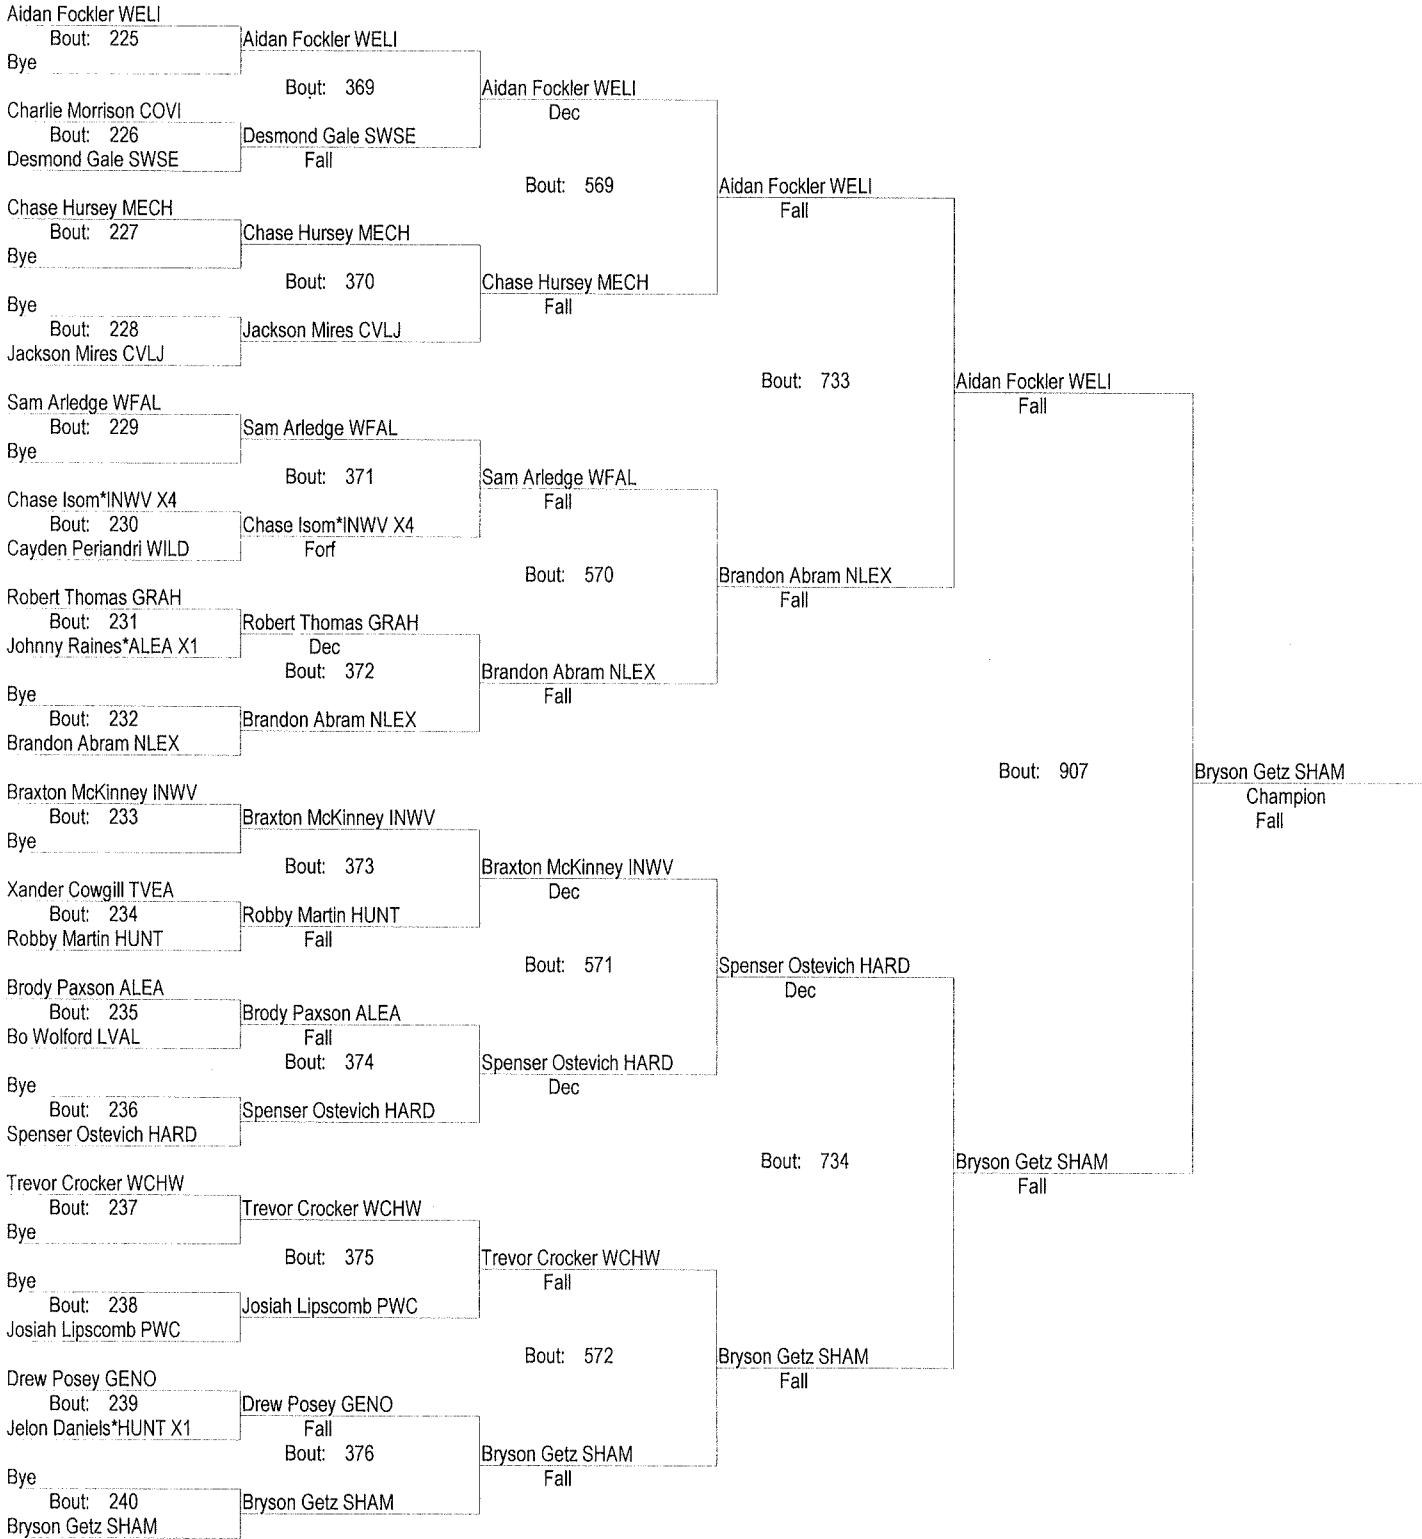 Aidan Fockler WELI
Bout: 225
Aidan Fockler WELI
Bye
Bout: 369
Aidan Fockler WELI
Dec
Charlie Morrison COVI
Bout: 226
Desmond Gale SWSE
Desmond Gale SWSE
Fall
Bout: 569
Aidan Fockler WELI
Fall
Chase Hursey MECH
Bout: 227
Chase Hursey MECH
Bye
Bout: 370
Chase Hursey MECH
Fall
Bye
Bout: 228
Jackson Mires CVLJ
Jackson Mires CVLJ
Bout: 733
Aidan Fockler WELI
Fall
Sam Arledge WFAL
Bout: 229
Sam Arledge WFAL
Bye
Bout: 371
Sam Arledge WFAL
Fall
Chase Isom*INWV X4
Bout: 230
Chase Isom*INWV X4
Cayden Periandri WILD
Forf
Bout: 570
Brandon Abram NLEX
Fall
Robert Thomas GRAH
Bout: 231
Robert Thomas GRAH
Johnny Raines*ALEA X1
Dec
Bout: 372
Brandon Abram NLEX
Fall
Bye
Bout: 232
Brandon Abram NLEX
Brandon Abram NLEX
Bout: 907
Bryson Getz SHAM
Champion
Fall
Braxton McKinney INWV
Bout: 233
Braxton McKinney INWV
Bye
Bout: 373
Braxton McKinney INWV
Dec
Xander Cowgill TVEA
Bout: 234
Robby Martin HUNT
Robby Martin HUNT
Fall
Bout: 571
Spenser Ostevich HARD
Dec
Brody Paxson ALEA
Bout: 235
Brody Paxson ALEA
Bo Wolford LVAL
Fall
Bout: 374
Spenser Ostevich HARD
Dec
Bye
Bout: 236
Spenser Ostevich HARD
Spenser Ostevich HARD
Bout: 734
Bryson Getz SHAM
Fall
Trevor Crocker WCHW
Bout: 237
Trevor Crocker WCHW
Bye
Bout: 375
Trevor Crocker WCHW
Fall
Bye
Bout: 238
Josiah Lipscomb PWC
Josiah Lipscomb PWC
Bout: 572
Bryson Getz SHAM
Fall
Drew Posey GENO
Bout: 239
Drew Posey GENO
Jelon Daniels*HUNT X1
Fall
Bout: 376
Bryson Getz SHAM
Fall
Bye
Bout: 240
Bryson Getz SHAM
Bryson Getz SHAM